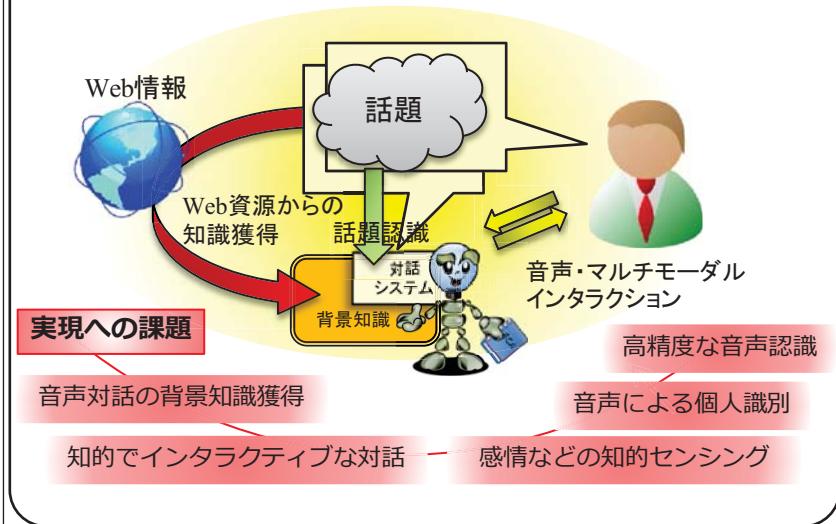 Web情報
話題
Web資源からの
知識獲得
話題認識
対話
システム
背景知識
音声・マルチモーダル
インタラクション
実現への課題
高精度な音声認識
音声対話の背景知識獲得
音声による個人識別
知的でインタラクティブな対話
感情などの知的センシング